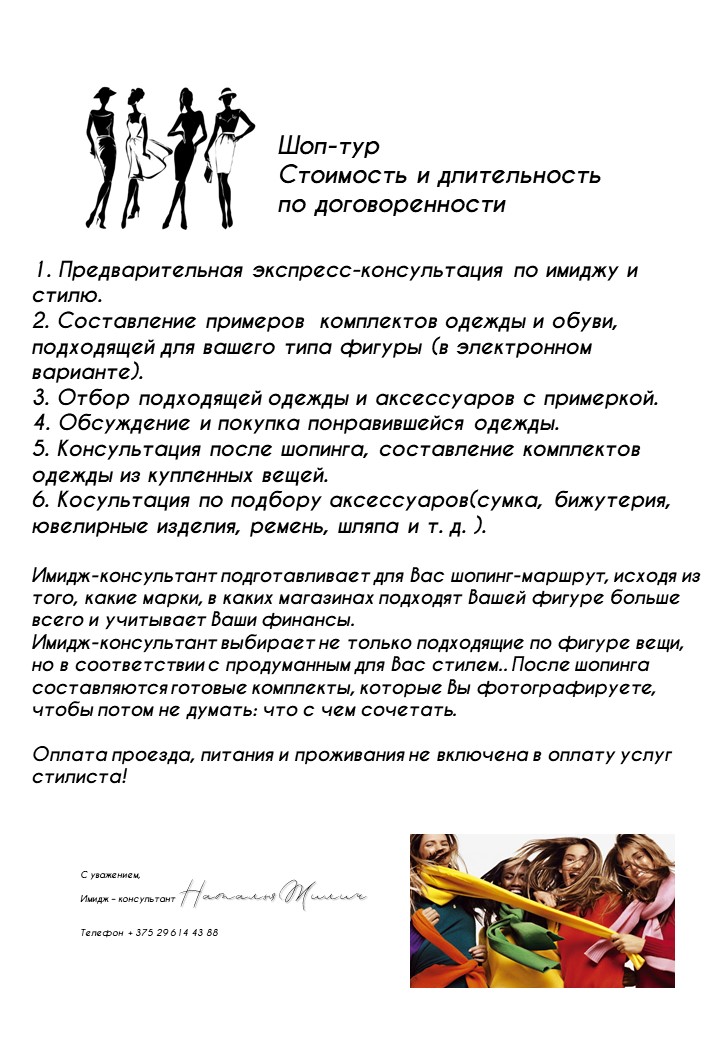 Шоп-тур
Стоимость и длительность
по договоренности
1. Предварительная экспресс-консультация по имиджу и
стилю.
2. Составление примеров комплектов одежды и обуви,
подходящей для вашего типа фигуры (в электронном
варианте).
3. Отбор подходящей одежды и аксессуаров с примеркой.
4. Обсуждение и покупка понравившейся одежды.
5. Консультация после шопинга, составление комплектов
одежды из купленных вещей.
6. Косультация по подбору аксессуаров(сумка, бижутерия,
ювелирные изделия, ремень, шляпа и т. д. ).
Имидж-консультант подготавливает для Вас шопинг-маршрут, исходя из
того, какие марки, в каких магазинах подходят Вашей фигуре больше
всего и учитывает Ваши финансы.
Имидж-консультант выбирает не только подходящие по фигуре вещи,
но в соответствии с продуманным для Вас стилем.. После шопинга
составляются готовые комплекты, которые Вы фотографируете,
чтобы потом не думать: что с чем сочетать.
Оплата проезда, питания и проживания не включена в оплату услуг
стилиста!
С уважением,
Имидж – консультант Наталья Милич
Телефон + 375 29 614 43 88